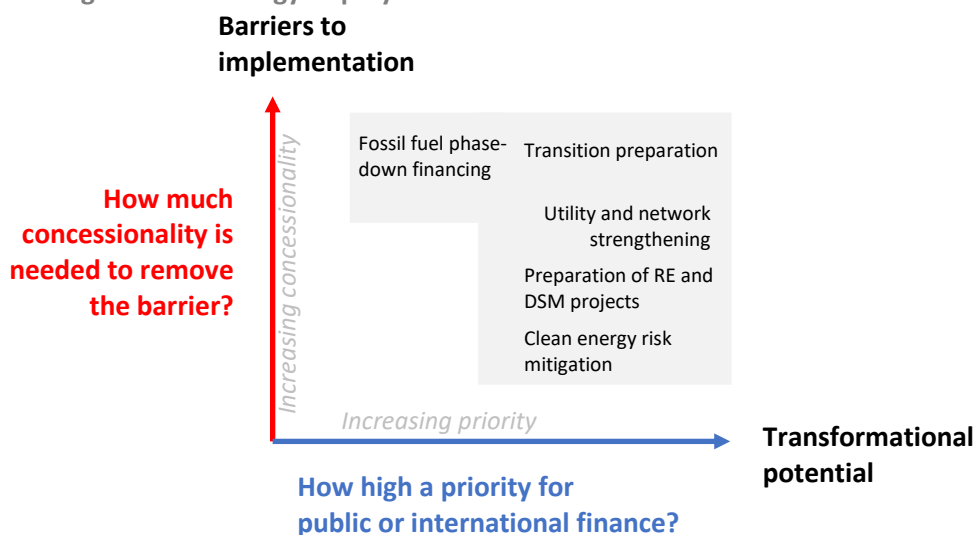 Barriers to
implementation
Increasing concessionality
Fossil fuel phase-
down financing
Transition preparation
How much
concessionality is
needed to remove
the barrier?
Utility and network
strengthening
Preparation of RE and
DSM projects
Clean energy risk
mitigation
Increasing priority
Transformational
potential
How high a priority for
public or international finance?